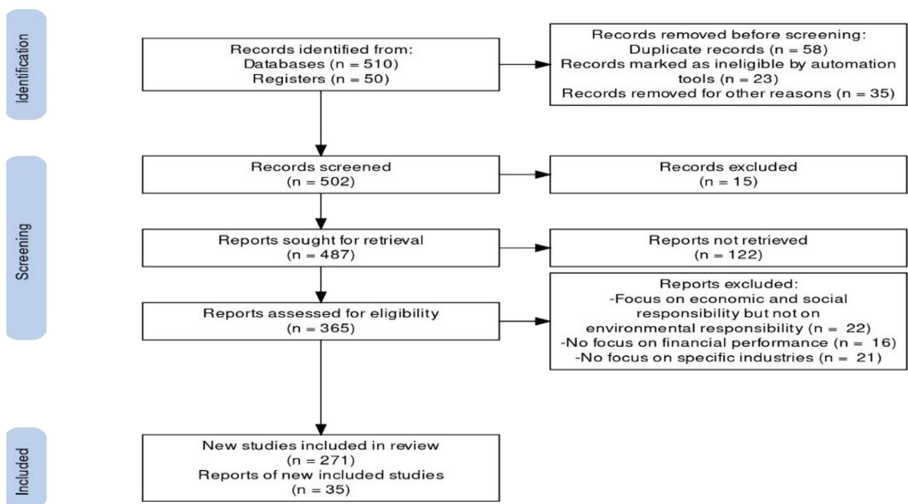 Identification
Records identified from:
Databases (n = 510)
Registers (n = 50)
Records removed before screening:
Duplicate records (n = 58)
Records marked as ineligible by automation
tools (n = 23)
Records removed for other reasons (n = 35)
Screening
Records screened
(n = 502)
Records excluded
(n = 15)
Reports sought for retrieval
(n = 487)
Reports not retrieved
(n = 122)
Reports assessed for eligibility
(n = 365)
Reports excluded:
-Focus on economic and social
responsibility but not on
environmental responsibility (n = 22)
-No focus on financial performance (n = 16)
-No focus on specific industries (n = 21)
Included
New studies included in review
(n = 271)
Reports of new included studies
(n = 35)